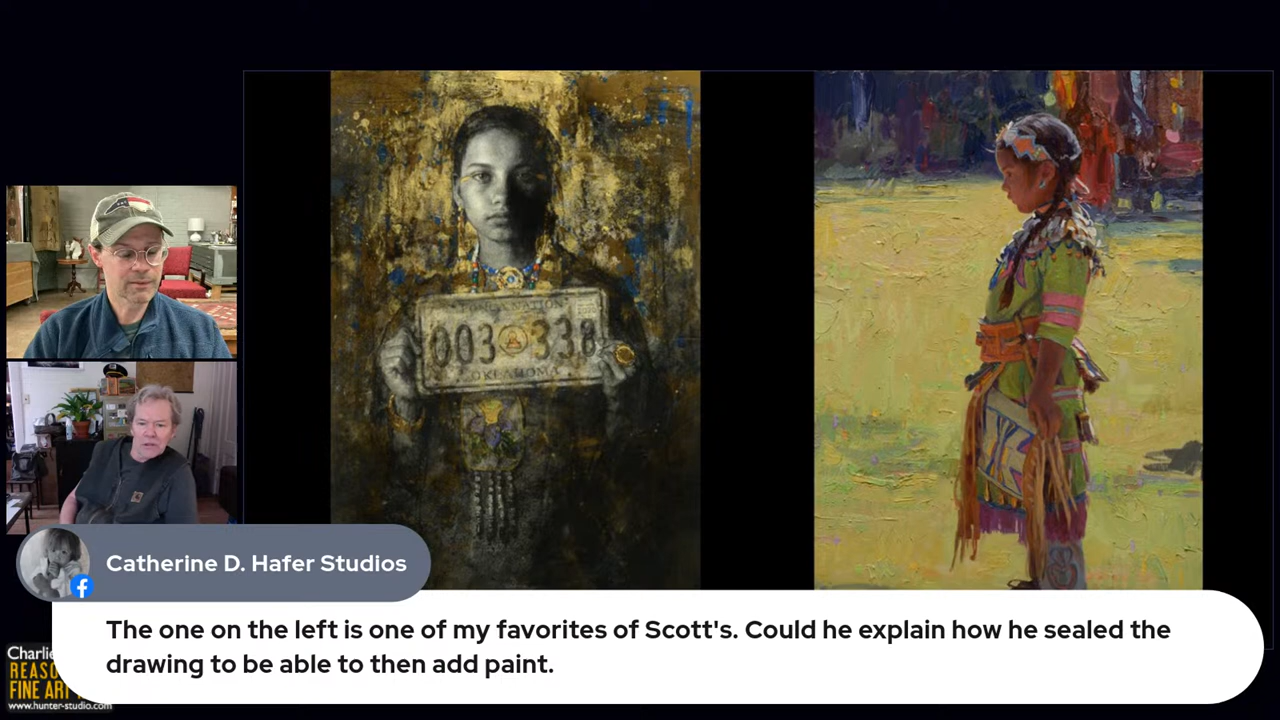 003 338
OKLAHOMA
Catherine D. Hafer Studios
The one on the left is one of my favorites of Scott's. Could he explain how he sealed the
drawing to be able to then add paint.
Charlie
REASO
FINE ART
www.hunter-studio.com